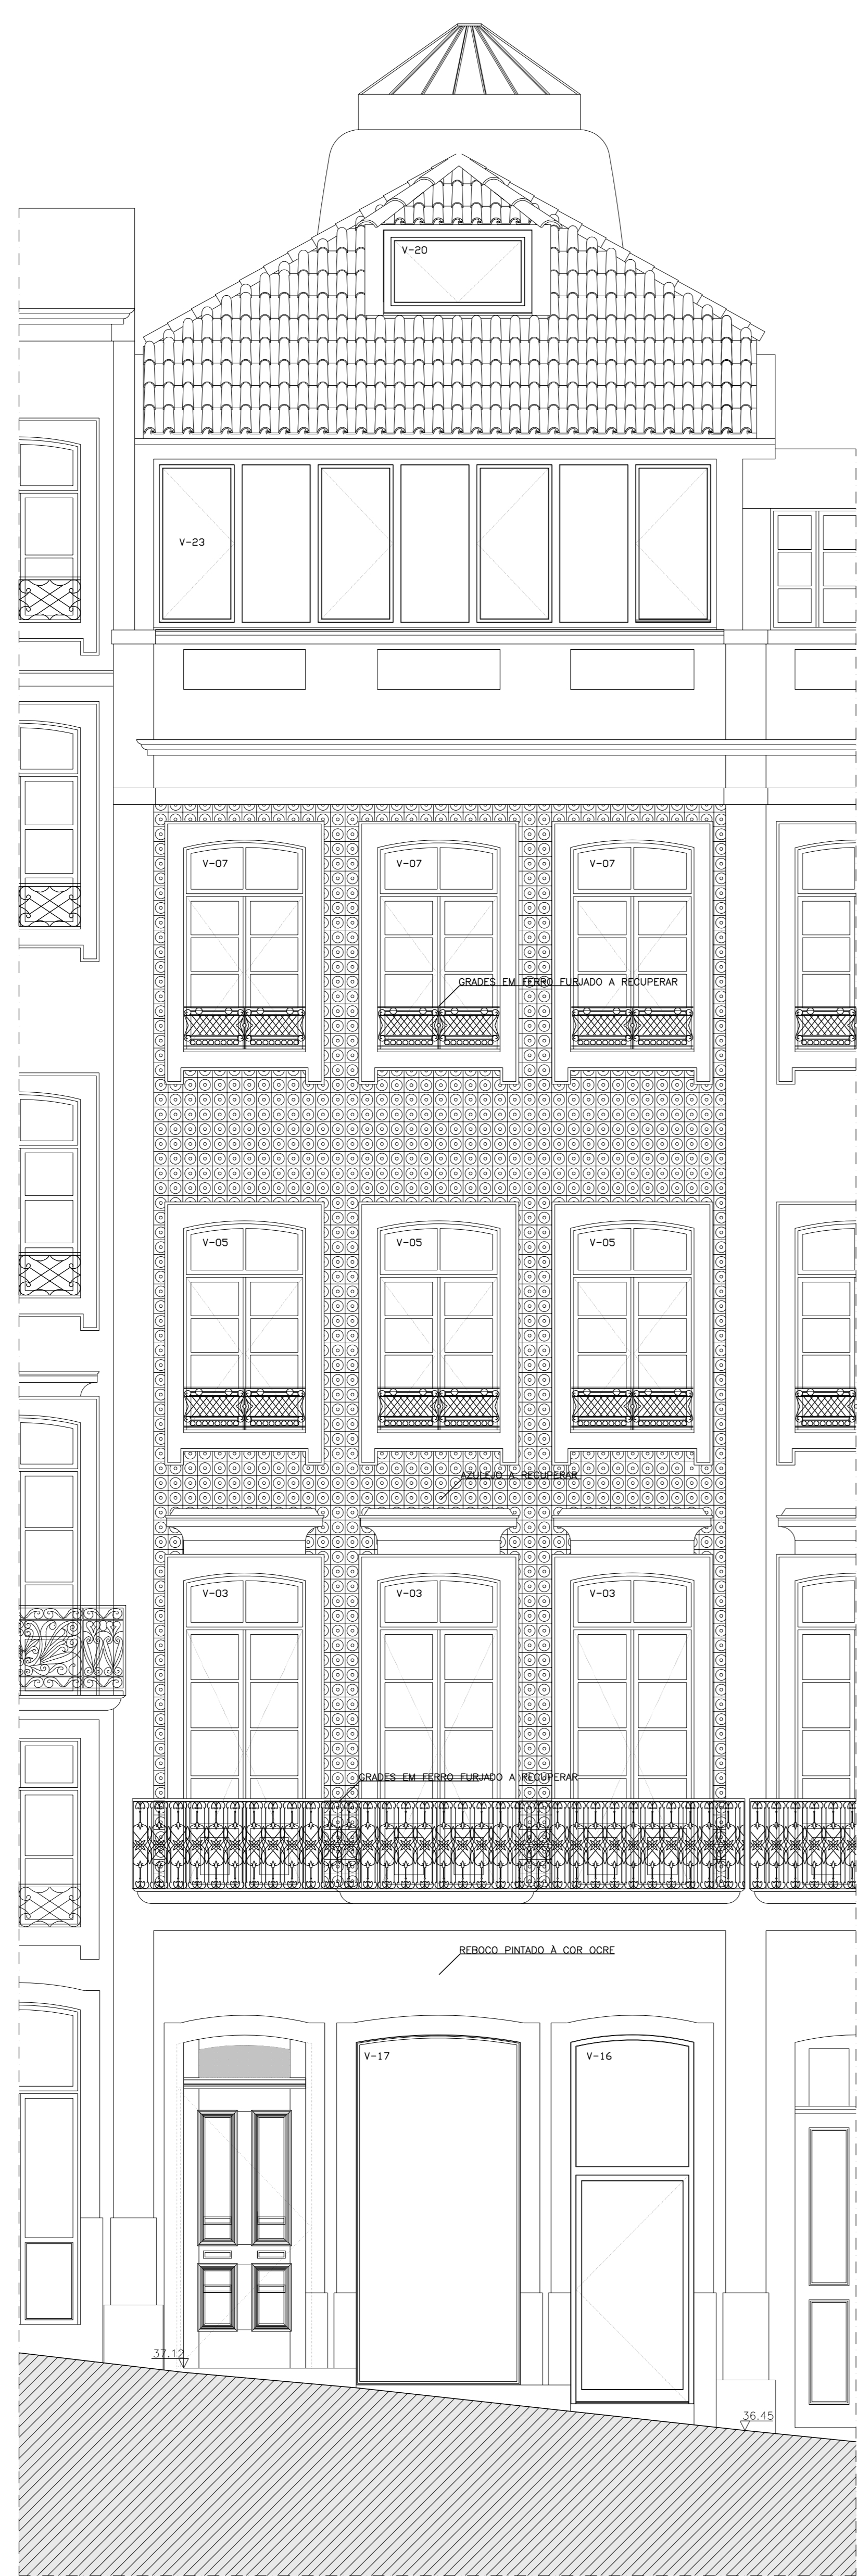 V-20
V-23
V-07 V-07 V-07
GRADES EM FERRO FURJADO A RECUPERAR
V-05 V-05 V-05
AZULEJO A RECUPERAR
V-03 V-03 V-03
GRADES EM FERRO FURJADO A RECUPERAR
REBOCO PINTADO À COR OCRE
V-17 V-16
37.12
36.45